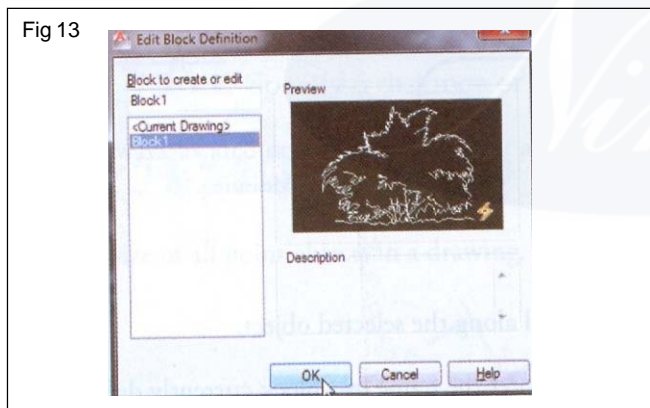 Fig 13
Edit Block Definition
Block to create or edit
Block1
<Current Drawing>
Block1
Preview
Description
OK
Cancel
Help